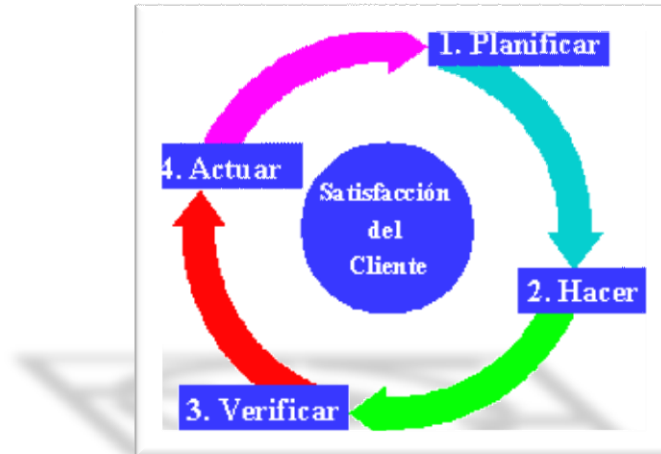 1. Planificar
4. Actuar
Satisfacción
del
Cliente
2. Hacer
3. Verificar